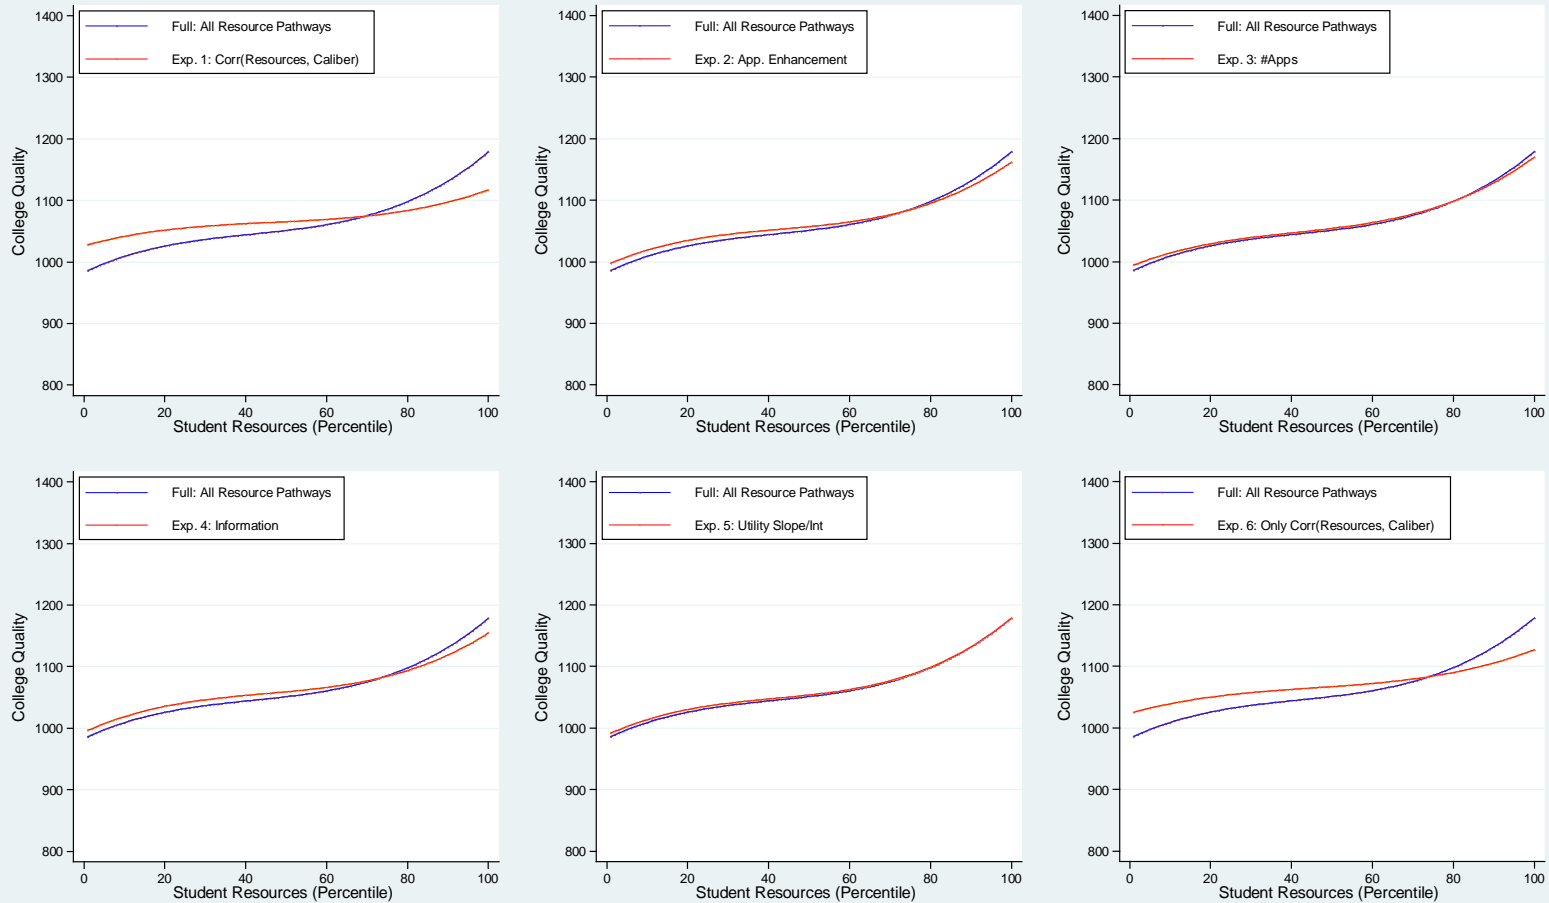 1400
1300
1200
1100
1000
900
800
College Quality
Full: All Resource Pathways
Exp. 1: Corr(Resources, Caliber)
0 20 40 60 80 100
Student Resources (Percentile)
1400
1300
1200
1100
1000
900
800
College Quality
Full: All Resource Pathways
Exp. 2: App. Enhancement
0 20 40 60 80 100
Student Resources (Percentile)
1400
1300
1200
1100
1000
900
800
College Quality
Full: All Resource Pathways
Exp. 3: #Apps
0 20 40 60 80 100
Student Resources (Percentile)
1400
1300
1200
1100
1000
900
800
College Quality
Full: All Resource Pathways
Exp. 4: Information
0 20 40 60 80 100
Student Resources (Percentile)
1400
1300
1200
1100
1000
900
800
College Quality
Full: All Resource Pathways
Exp. 5: Utility Slope/Int
0 20 40 60 80 100
Student Resources (Percentile)
1400
1300
1200
1100
1000
900
800
College Quality
Full: All Resource Pathways
Exp. 6: Only Corr(Resources, Caliber)
0 20 40 60 80 100
Student Resources (Percentile)